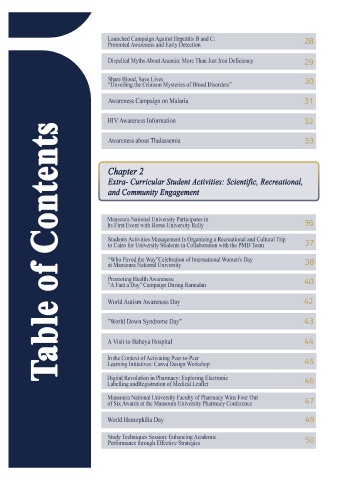 Table of Contents
Launched Campaign Against Hepatitis B and C:
Promoted Awareness and Early Detection
28
Dispelled Myths About Anemia: More Than Just Iron Deficiency
29
Share Blood, Save Lives
"Unveiling the Crimson Mysteries of Blood Disorders"
30
Awareness Campaign on Malaria
31
HIV Awareness Information
32
Awareness about Thalassemia
33
Chapter 2
Extra- Curricular Student Activities: Scientific, Recreational,
and Community Engagement
Mansoura National University Participates in
Its First Event with Horus University Rally
36
Students Activities Management Is Organizing a Recreational and Cultural Trip
to Cairo for University Students in Collaboration with the PMD Team
37
"Who Paved the Way"Celebration of International Women's Day
at Mansoura National University
38
Promoting Health Awareness:
"A Fact a Day" Campaign During Ramadan
40
World Autism Awareness Day
42
"World Down Syndrome Day"
43
A Visit to Baheya Hospital
44
In the Context of Activating Peer-to-Peer
Learning Initiatives: Canva Design Workshop
45
Digital Revolution in Pharmacy: Exploring Electronic
Labelling andRegistration of Medical Leaflet
46
Mansoura National University Faculty of Pharmacy Wins Four Out
of Six Awards at the Mansoura University Pharmacy Conference
47
World Hemophilia Day
49
Study Techniques Session: Enhancing Academic
Performance through Effective Strategies
50